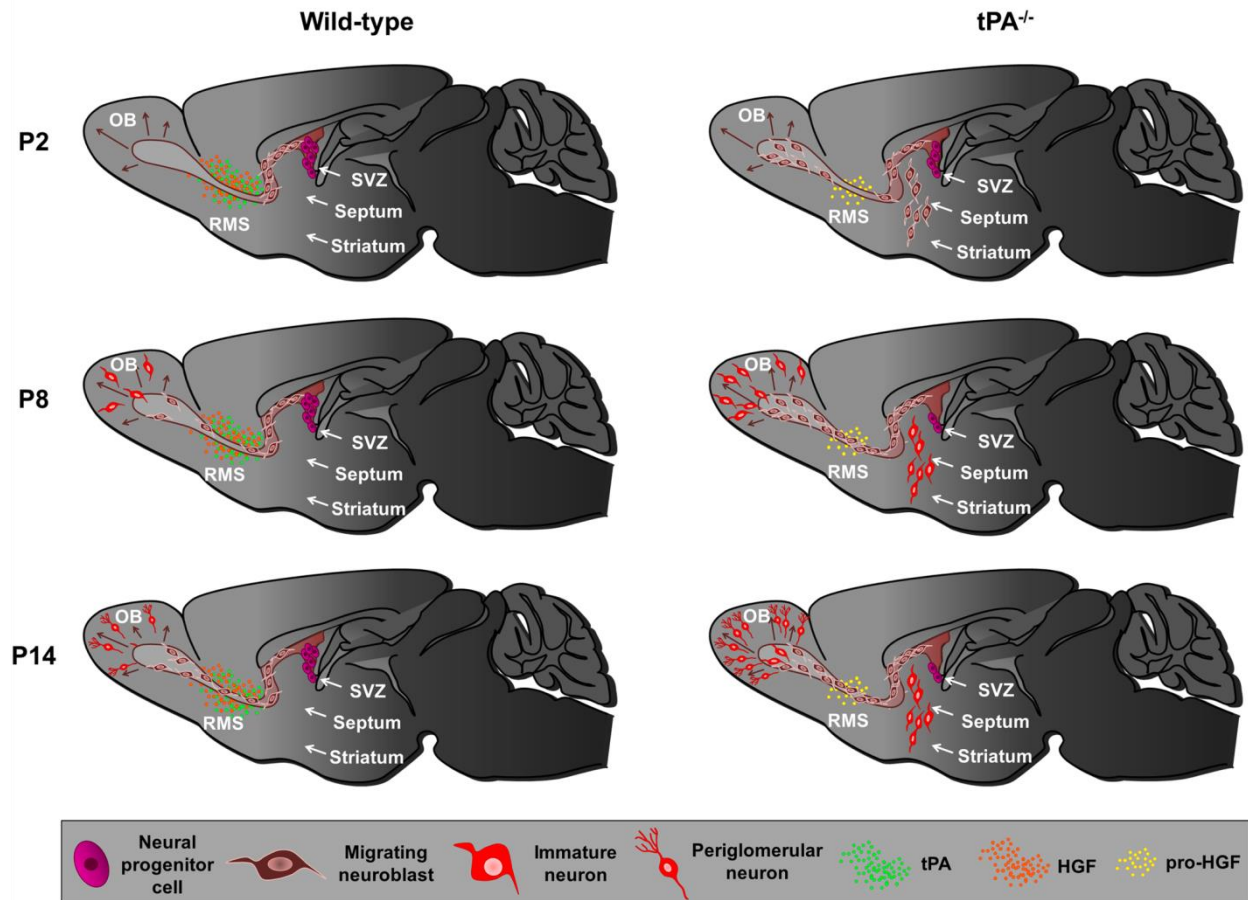 Wild-type
tPA-/-
P2
OB
RMS
SVZ
Septum
Striatum
OB
RMS
SVZ
Septum
Striatum
P8
OB
RMS
SVZ
Septum
Striatum
OB
RMS
SVZ
Septum
Striatum
P14
OB
RMS
SVZ
Septum
Striatum
OB
RMS
SVZ
Septum
Striatum
Neural
progenitor
cell
Migrating
neuroblast
Immature
neuron
Periglomerular
neuron
tPA
HGF
pro-HGF